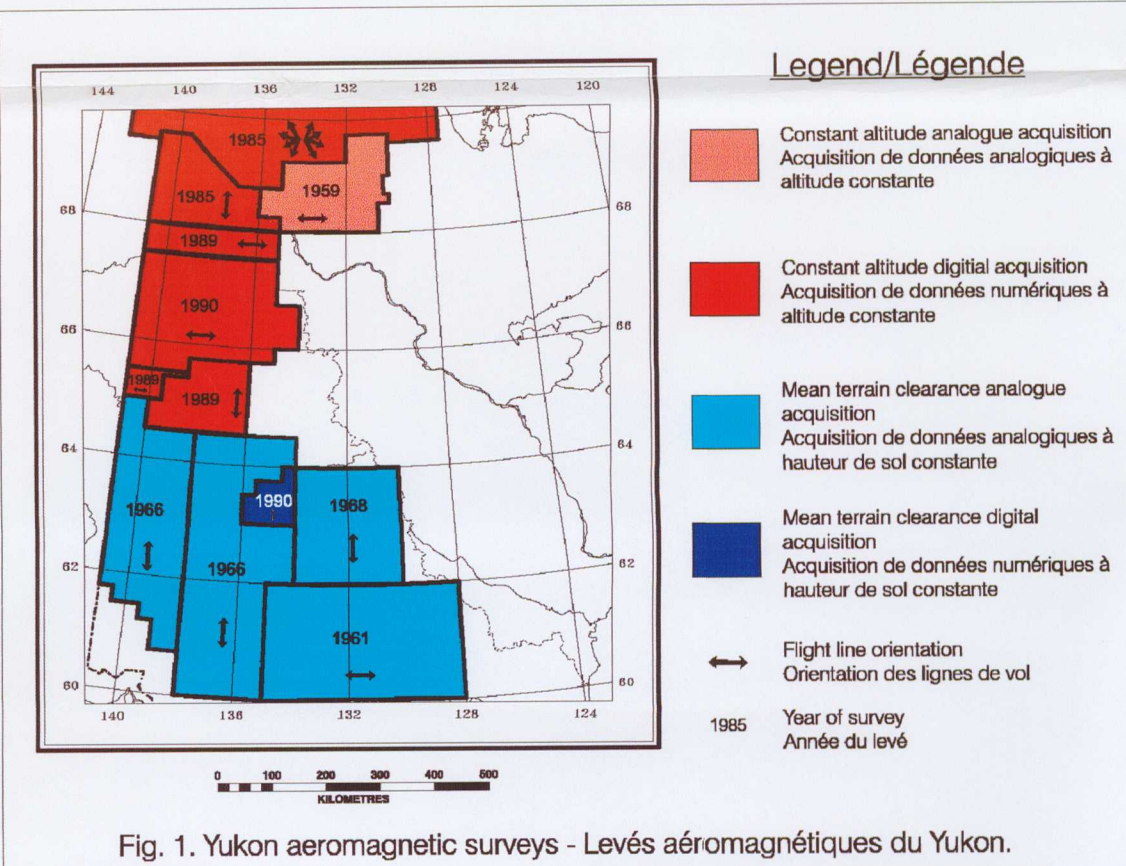 Legend/Légende
144 140 136 132 128 124 120
1985
1959
1985
68 68
1989
1990
66 66
1989
1989
64 64
1990
1966 1968
1966
62 62
1961
60 60
140 136 132 128 124
0 100 200 300 400 500
KILOMETRES
Constant altitude analogue acquisition
Acquisition de données analogiques à
altitude constante
Constant altitude digitial acquisition
Acquisition de données numériques à
altitude constante
Mean terrain clearance analogue
acquisition
Acquisition de données analogiques à
hauteur de sol constante
Mean terrain clearance digital
acquisition
Acquisition de données numériques à
hauteur de sol constante
Flight line orientation
Orientation des lignes de vol
1985 Year of survey
Année du levé
Fig. 1. Yukon aeromagnetic surveys - Levés aéromagnétiques du Yukon.